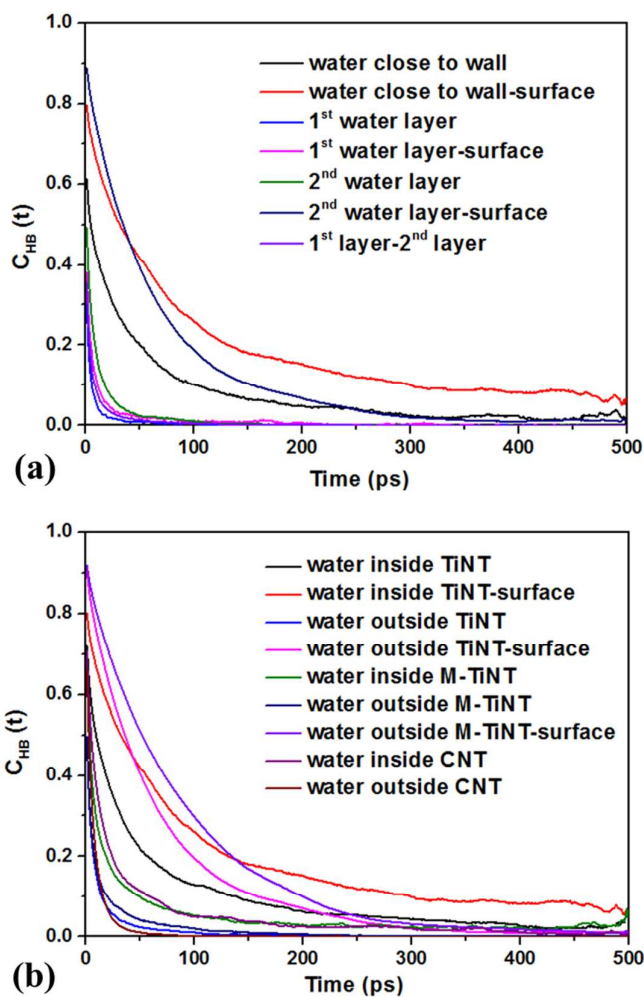 1.0
water close to wall
water close to wall-surface
0.8
1st water layer
1st water layer-surface
0.6
2nd water layer
2nd water layer-surface
1st layer-2nd layer
CHB (t)
0.4
0.2
0.0
0 100 200 300 400 500
(a)
Time (ps)
1.0
water inside TiNT
water inside TiNT-surface
0.8
water outside TiNT
water outside TiNT-surface
water inside M-TiNT
0.6
water outside M-TiNT
water outside M-TiNT-surface
water inside CNT
water outside CNT
CHB (t)
0.4
0.2
0.0
0 100 200 300 400 500
(b)
Time (ps)